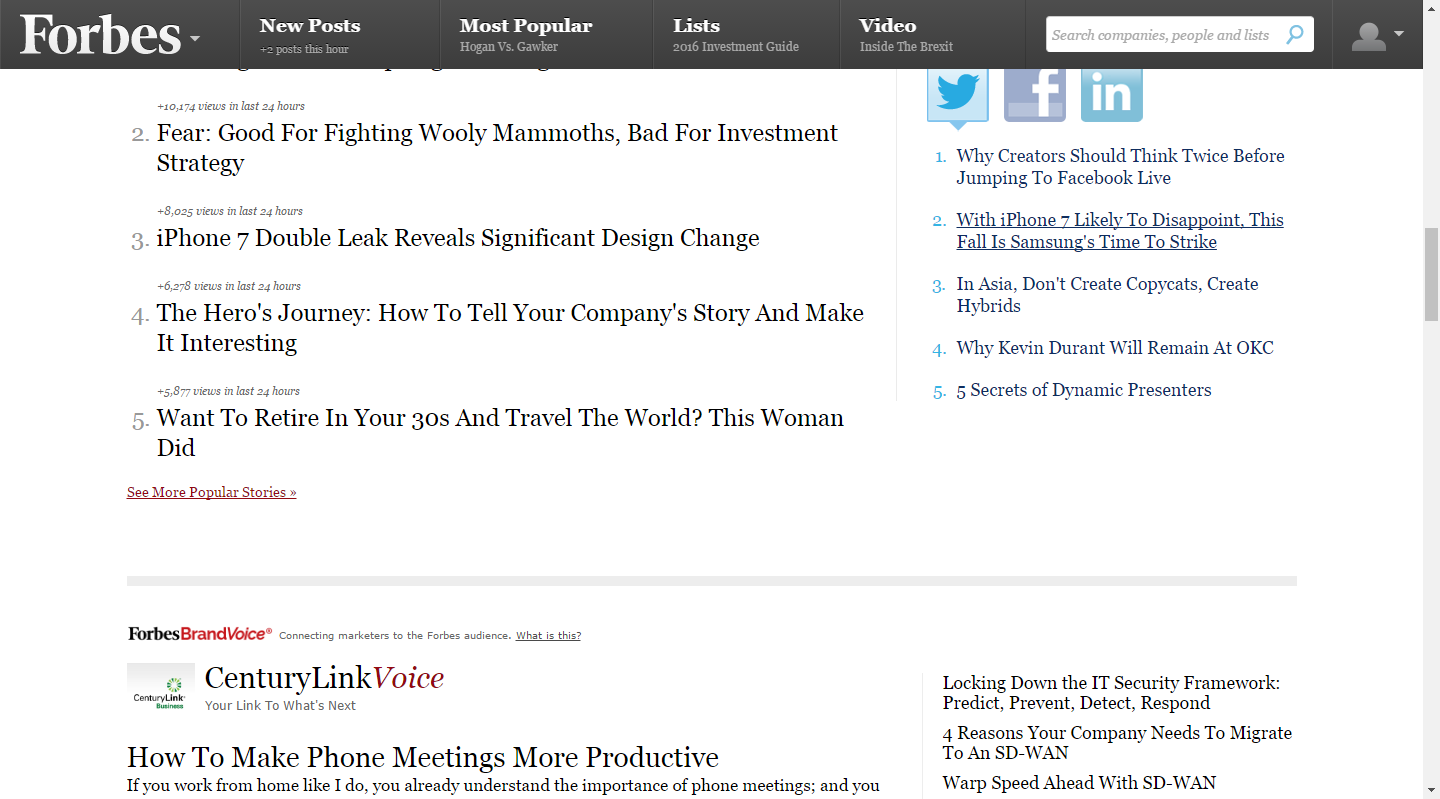 Forbes
New Posts
+2 posts this hour
Most Popular
Hogan Vs. Gawker
Lists
2016 Investment Guide
Video
Inside The Brexit
Search companies, people and lists
+10,174 views in last 24 hours
2. Fear: Good For Fighting Wooly Mammoths, Bad For Investment
Strategy
+8,025 views in last 24 hours
3. iPhone 7 Double Leak Reveals Significant Design Change
+6,278 views in last 24 hours
4. The Hero's Journey: How To Tell Your Company's Story And Make
It Interesting
+5,877 views in last 24 hours
5. Want To Retire In Your 30s And Travel The World? This Woman
Did
See More Popular Stories »
f
in
1. Why Creators Should Think Twice Before
Jumping To Facebook Live
2. With iPhone 7 Likely To Disappoint, This
Fall Is Samsung's Time To Strike
3. In Asia, Don't Create Copycats, Create
Hybrids
4. Why Kevin Durant Will Remain At OKC
5. 5 Secrets of Dynamic Presenters
ForbesBrandVoice® Connecting marketers to the Forbes audience. What is this?
CenturyLink
Business
CenturyLinkVoice
Your Link To What's Next
How To Make Phone Meetings More Productive
If you work from home like I do, you already understand the importance of phone meetings; and you
Locking Down the IT Security Framework:
Predict, Prevent, Detect, Respond
4 Reasons Your Company Needs To Migrate
To An SD-WAN
Warp Speed Ahead With SD-WAN